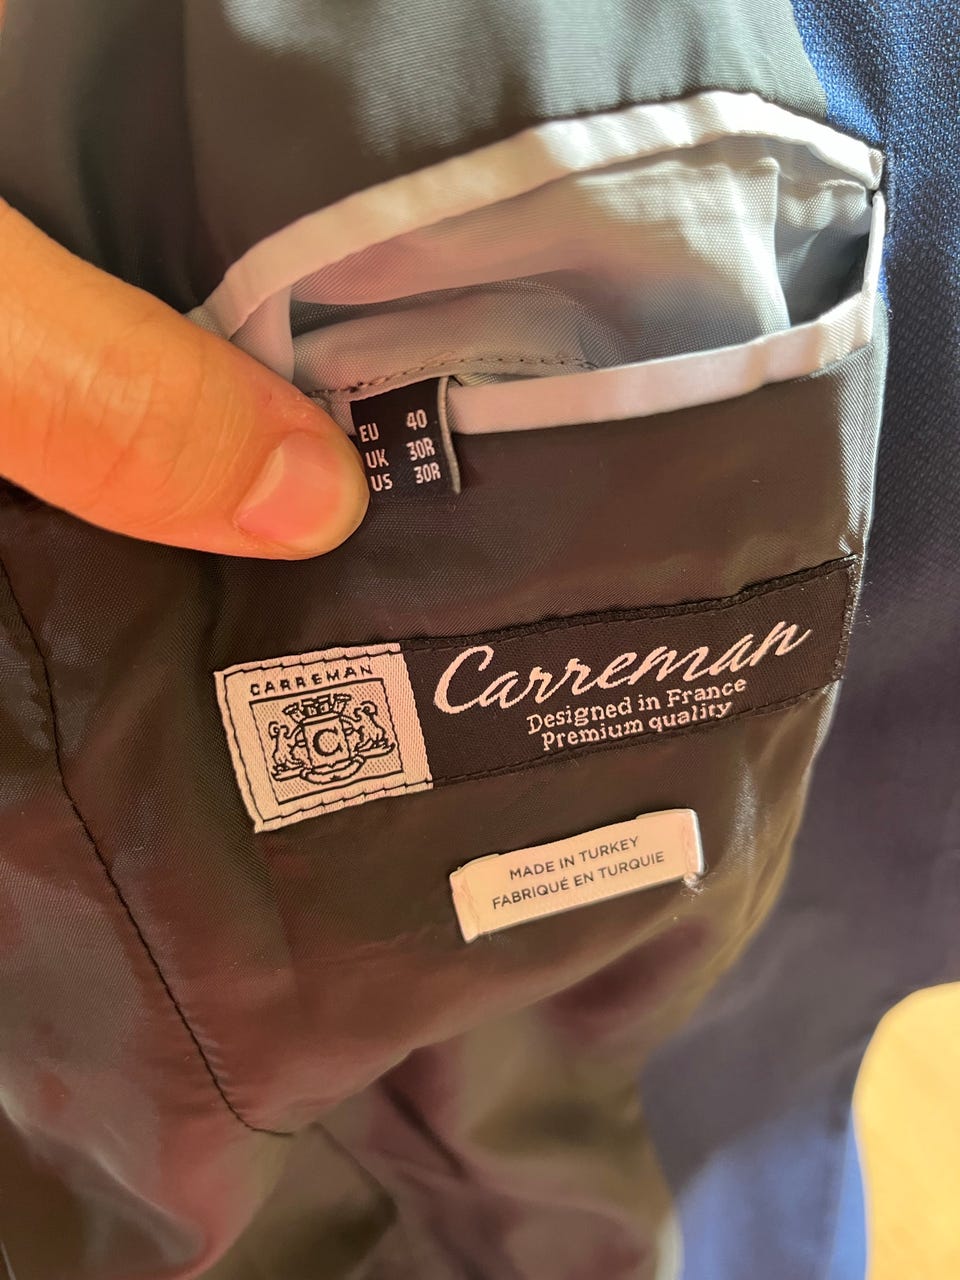 EU 40
UK 30R
US 30R
CARREMAN
C
Carreman
Designed in France
Premium quality
MADE IN TURKEY
FABRIQUÉ EN TURQUIE